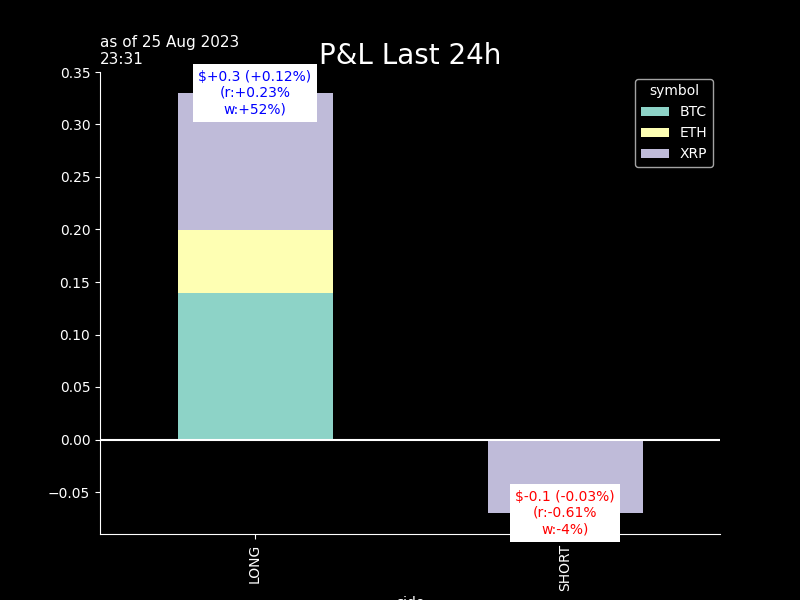 as of 25 Aug 2023
23:31
P&L Last 24h
0.35
0.30
0.25
0.20
0.15
0.10
0.05
0.00
−0.05
$+0.3 (+0.12%)
(r:+0.23%
w:+52%)
symbol
BTC
ETH
XRP
$-0.1 (-0.03%)
(r:-0.61%
w:-4%)
LONG
SHORT
side